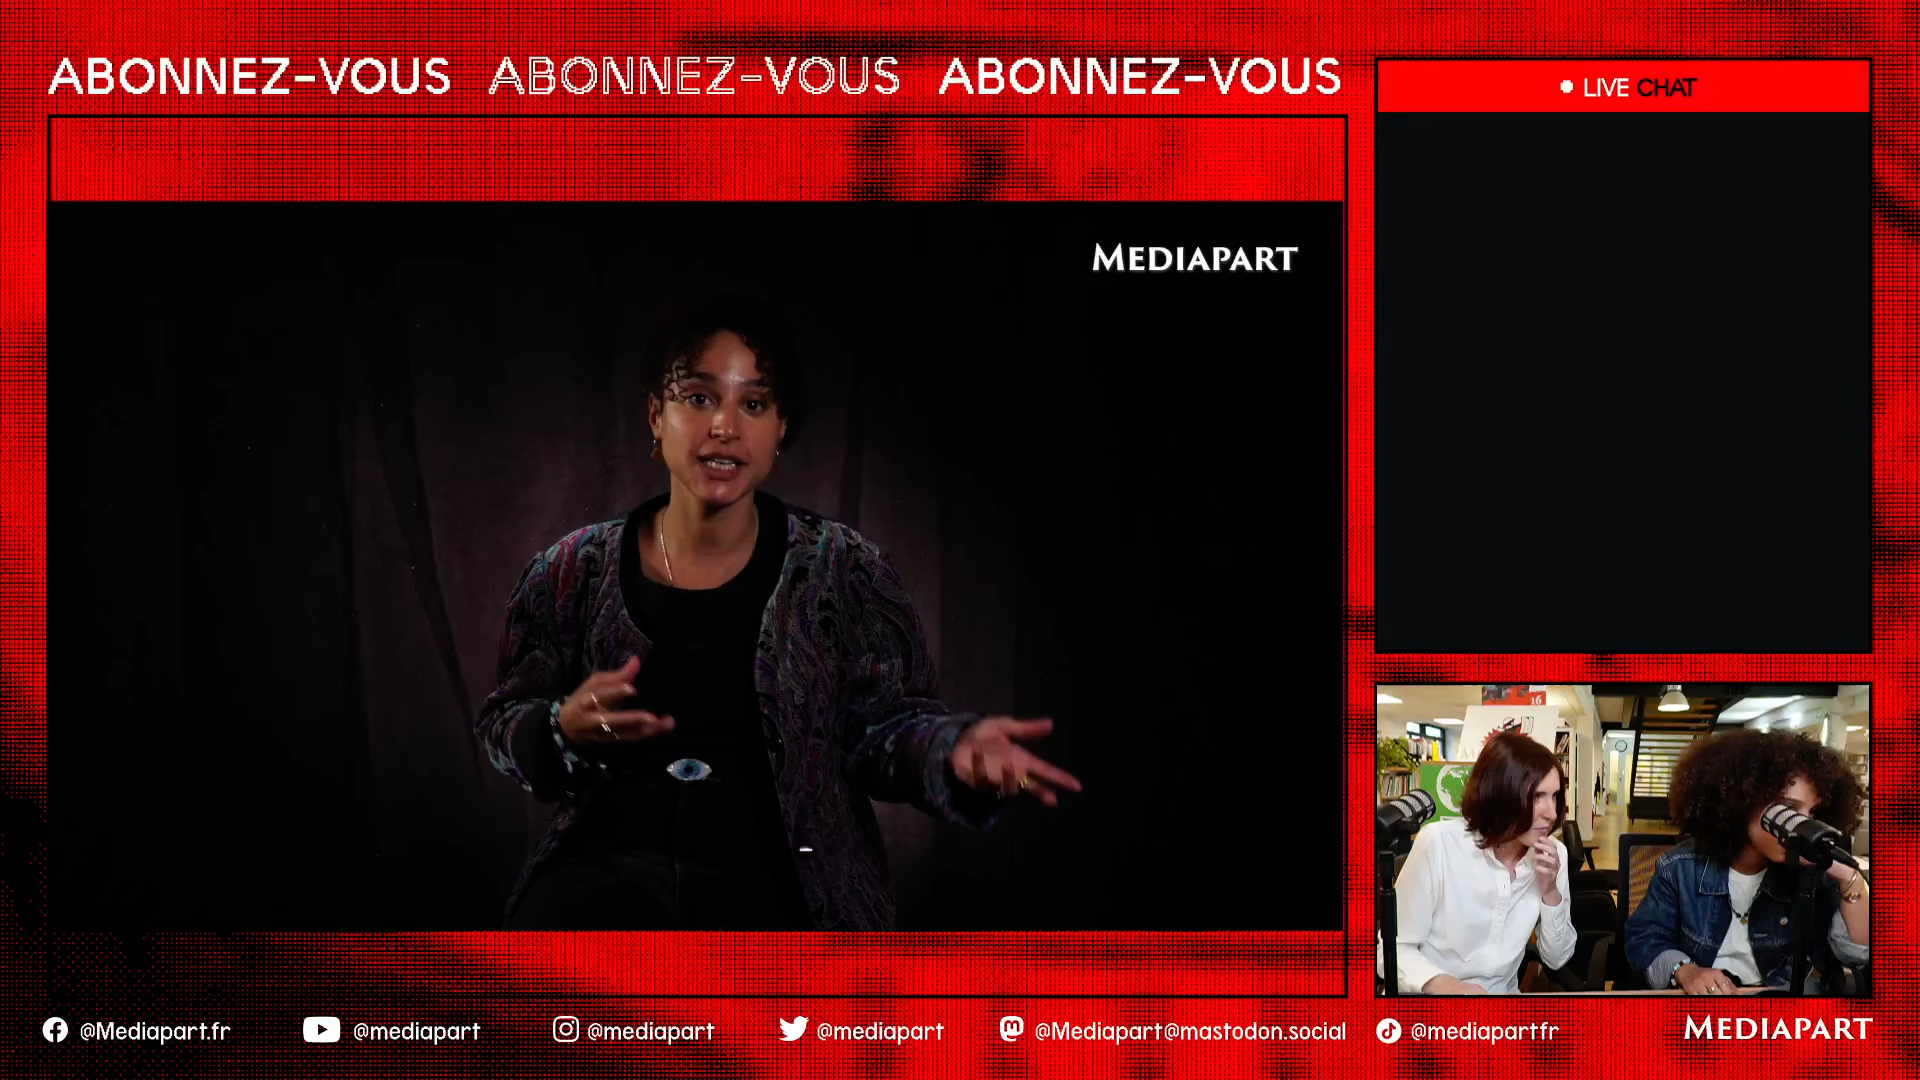 ABONNEZ-VOUS ABONNEZ-VOUS ABONNEZ-VOUS
LIVE CHAT
MEDIAPART
16
@Mediapart.fr @mediapart @mediapart @mediapart @Mediapart@mastodon.social @mediapartfr MEDIAPART